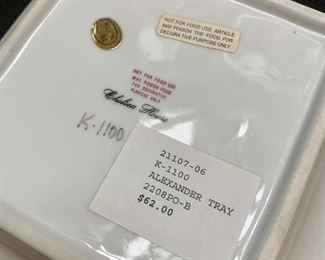 NOT FOR FOOD USE. ARTICLE
MAY POISON THE FOOD. FOR
DECORATIVE PURPOSE ONLY.
NOT FOR FOOD USE
MAY POISON FOOD
FOR DECORATIVE
PURPOSE ONLY
Chelsea House
K-1100
21107-06
K-1100
ALEXANDER TRAY
2208PO-B
$62.00